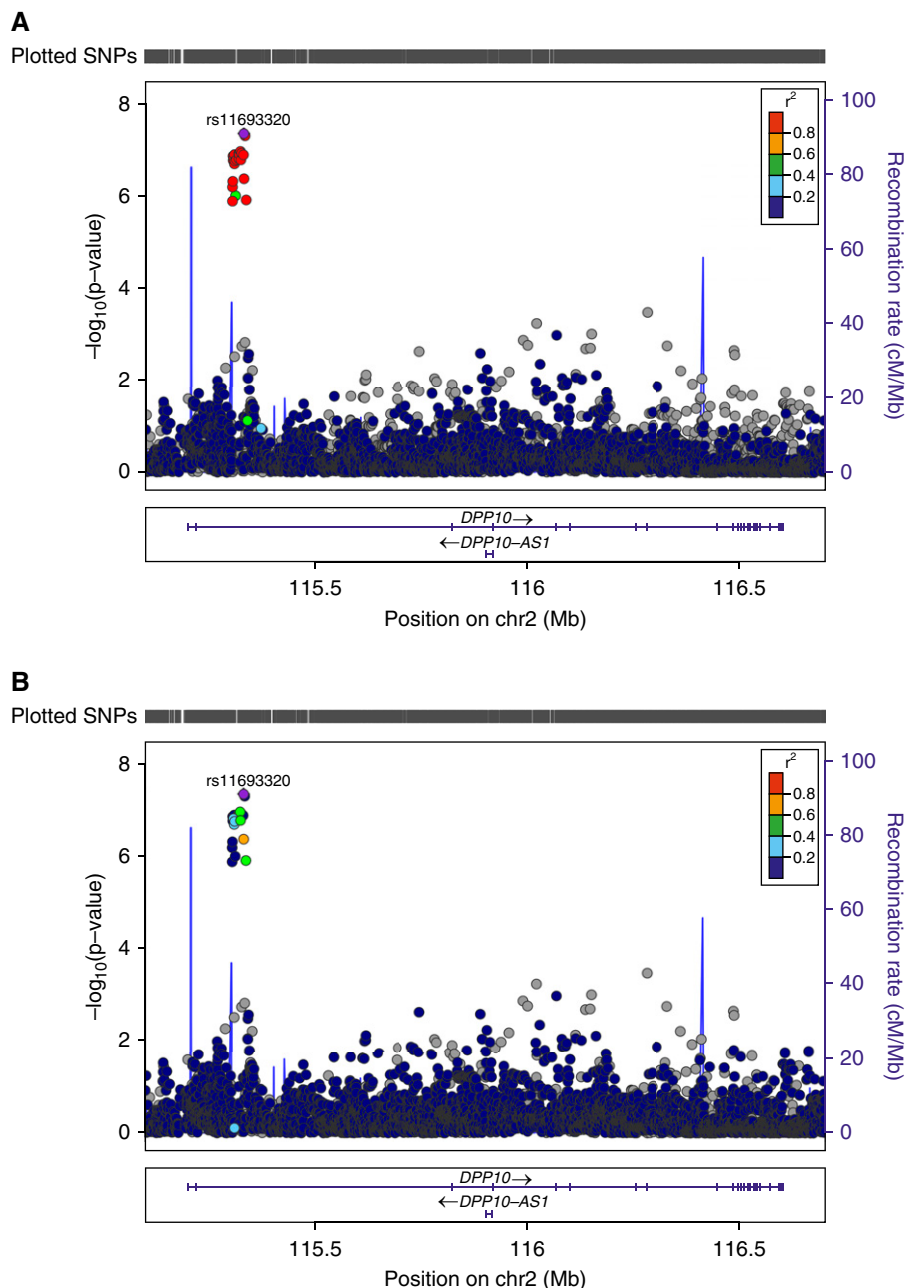 A
Plotted SNPs
8
6
4
2
0
−log10(p−value)
rs11693320
r2
0.8
0.6
0.4
0.2
100
80
60
40
20
0
Recombination rate (cM/Mb)
DPP10→
←DPP10−AS1
115.5 116 116.5
Position on chr2 (Mb)
B
Plotted SNPs
8
6
4
2
0
−log10(p−value)
rs11693320
r2
0.8
0.6
0.4
0.2
100
80
60
40
20
0
Recombination rate (cM/Mb)
DPP10→
←DPP10−AS1
115.5 116 116.5
Position on chr2 (Mb)